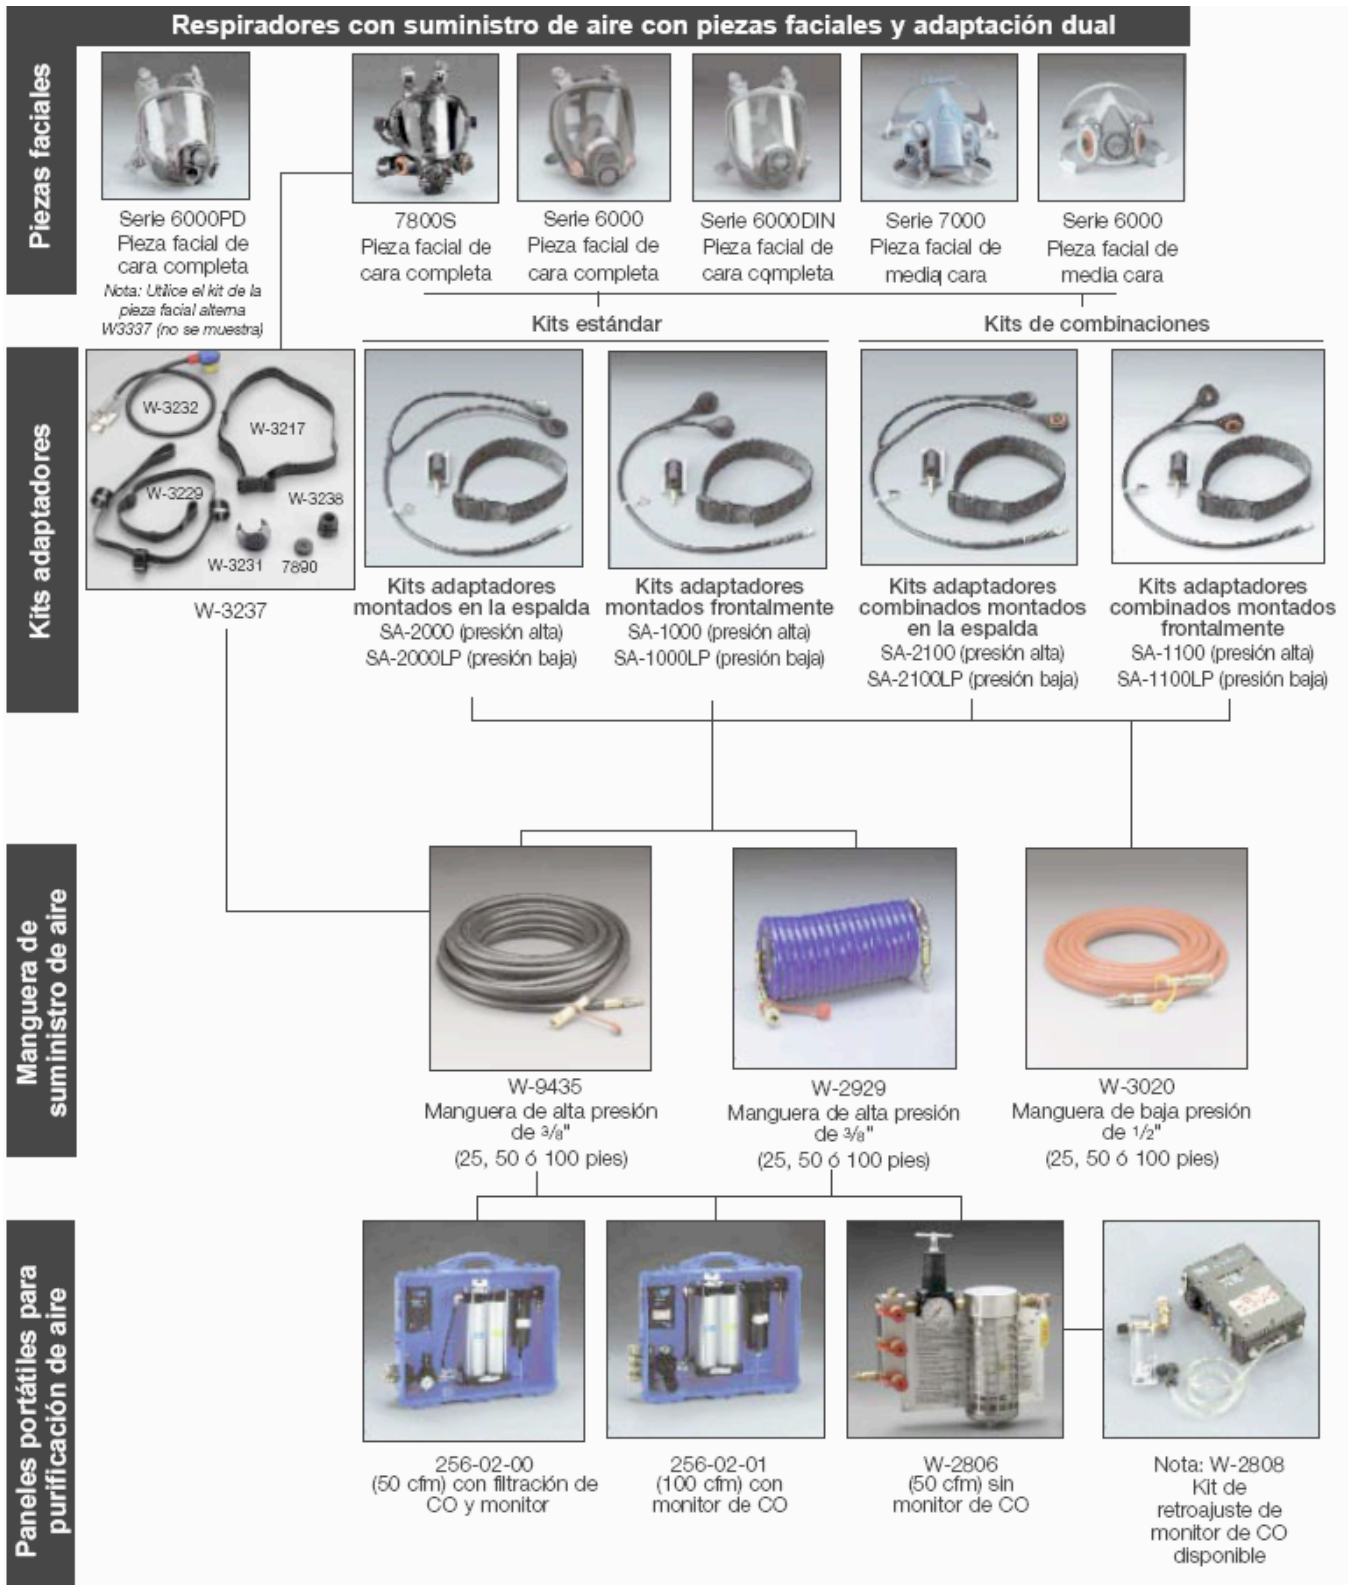 Respiradores con suministro de aire con piezas faciales y adaptación dual
Piezas faciales
Serie 6000PD
Pieza facial de
cara completa
Nota: Utilice el kit de la
pieza facial alterna
W3337 (no se muestra)
7800S
Pieza facial de
cara completa
Serie 6000
Pieza facial de
cara completa
Serie 6000DIN
Pieza facial de
cara completa
Serie 7000
Pieza facial de
media cara
Serie 6000
Pieza facial de
media cara
Kits estándar
Kits de combinaciones
Kits adaptadores
W-3232
W-3217
W-3229
W-3238
W-3231
7890
W-3237
Kits adaptadores
montados en la espalda
SA-2000 (presión alta)
SA-2000LP (presión baja)
Kits adaptadores
montados frontalmente
SA-1000 (presión alta)
SA-1000LP (presión baja)
Kits adaptadores
combinados montados
en la espalda
SA-2100 (presión alta)
SA-2100LP (presión baja)
Kits adaptadores
combinados montados
frontalmente
SA-1100 (presión alta)
SA-1100LP (presión baja)
Manguera de
suministro de aire
W-9435
Manguera de alta presión
de 3/8"
(25, 50 ó 100 pies)
W-2929
Manguera de alta presión
de 3/8"
(25, 50 ó 100 pies)
W-3020
Manguera de baja presión
de 1/2"
(25, 50 ó 100 pies)
Paneles portátiles para
purificación de aire
256-02-00
(50 cfm) con filtración de
CO y monitor
256-02-01
(100 cfm) con
monitor de CO
W-2806
(50 cfm) sin
monitor de CO
Nota: W-2808
Kit de
retroajuste de
monitor de CO
disponible